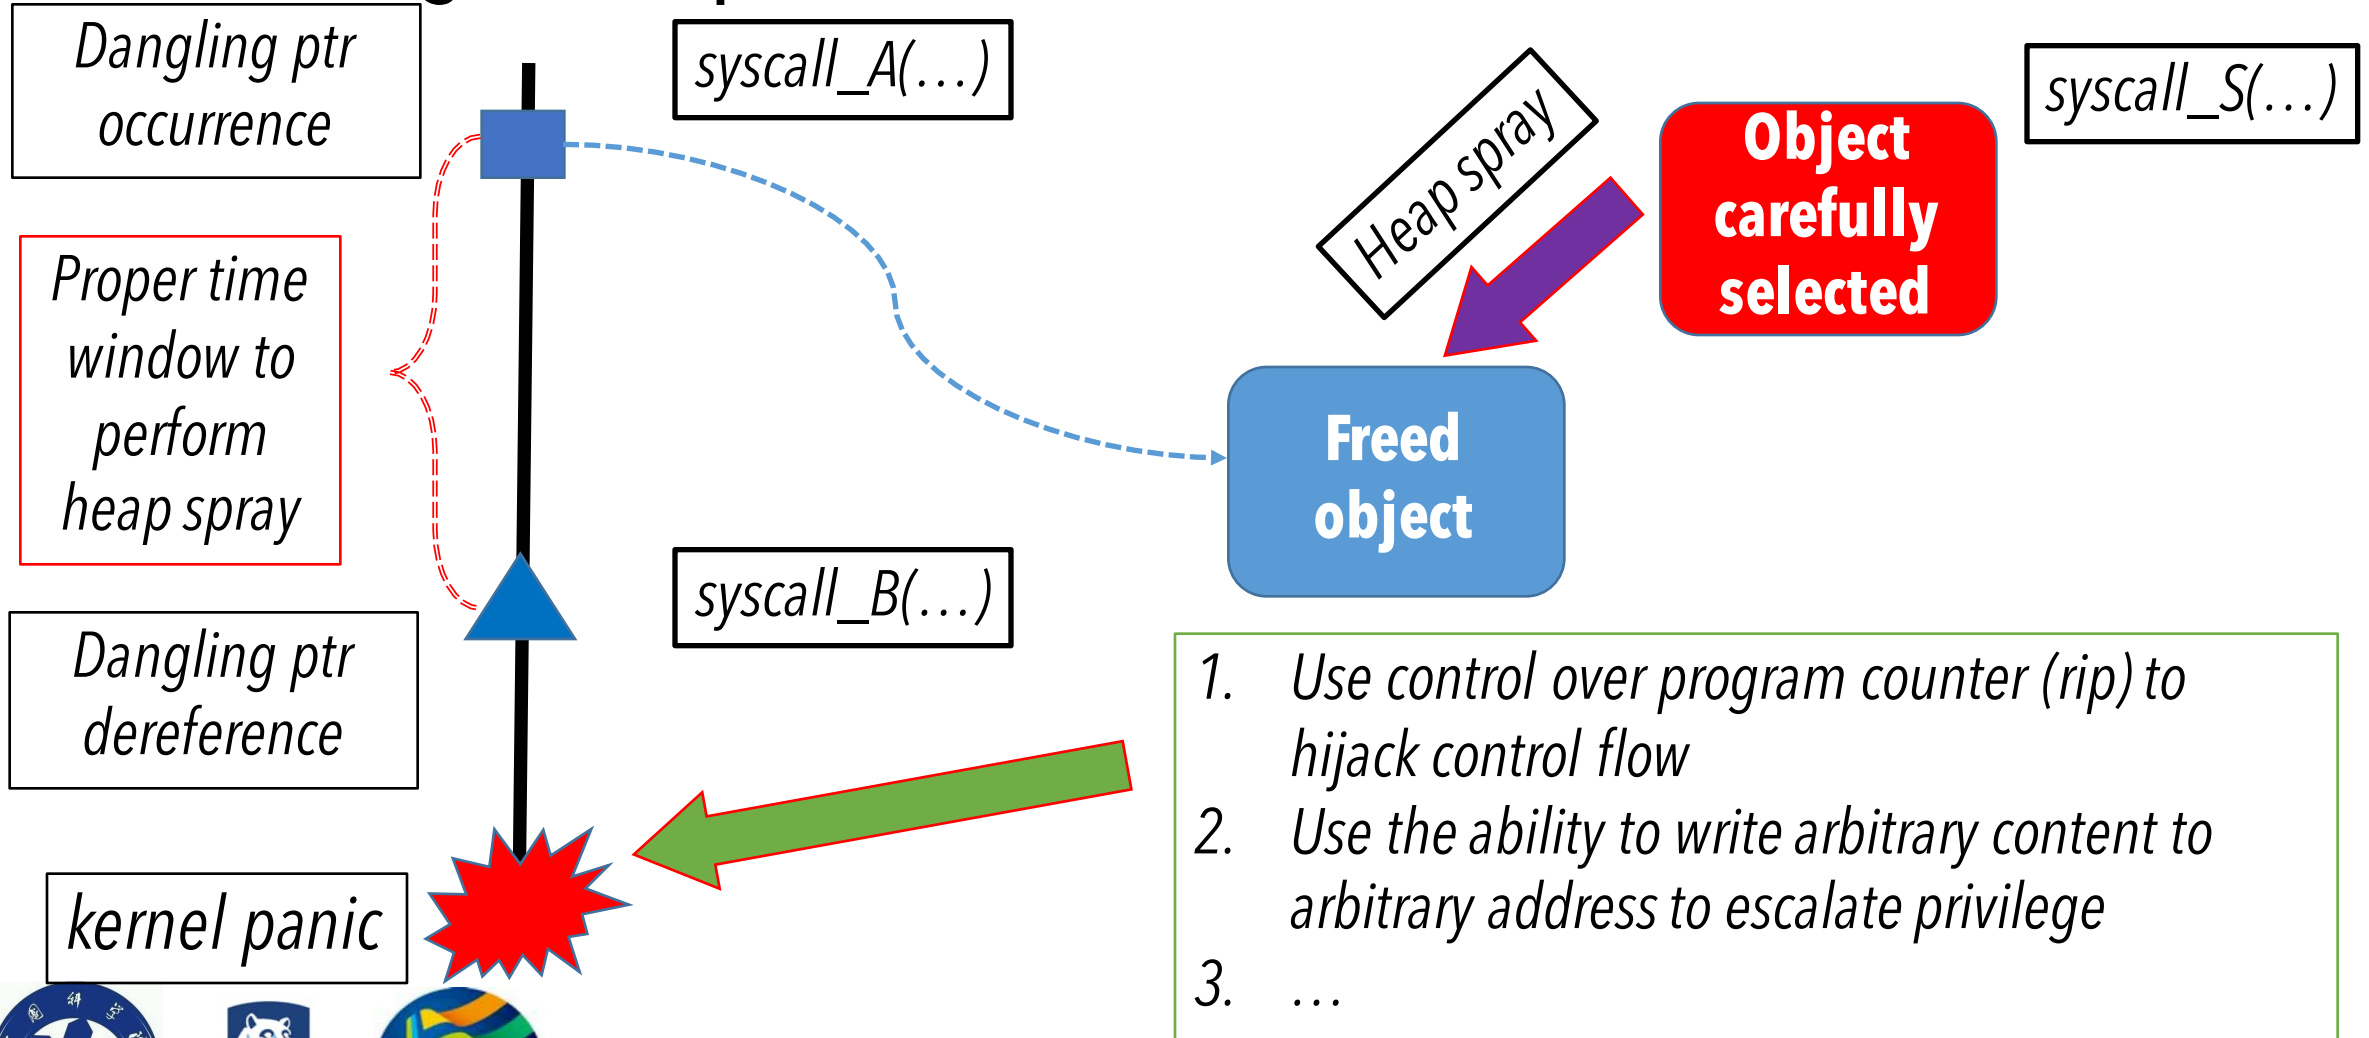 Dangling ptr
occurrence
syscall_A(...)
Heap spray
Object
carefully
selected
syscall_S(...)
Proper time
window to
perform
heap spray
Freed
object
syscall_B(...)
Dangling ptr
dereference
1. Use control over program counter (rip) to
hijack control flow
2. Use the ability to write arbitrary content to
arbitrary address to escalate privilege
3. ...
kernel panic